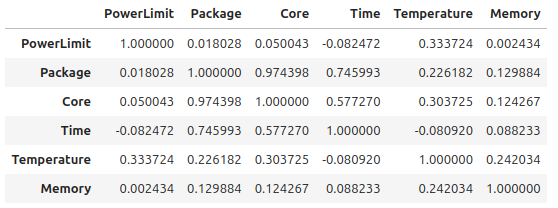 PowerLimit Package Core Time Temperature Memory
PowerLimit 1.000000 0.018028 0.050043 -0.082472 0.333724 0.002434
Package 0.018028 1.000000 0.974398 0.745993 0.226182 0.129884
Core 0.050043 0.974398 1.000000 0.577270 0.303725 0.124267
Time -0.082472 0.745993 0.577270 1.000000 -0.080920 0.088233
Temperature 0.333724 0.226182 0.303725 -0.080920 1.000000 0.242034
Memory 0.002434 0.129884 0.124267 0.088233 0.242034 1.000000